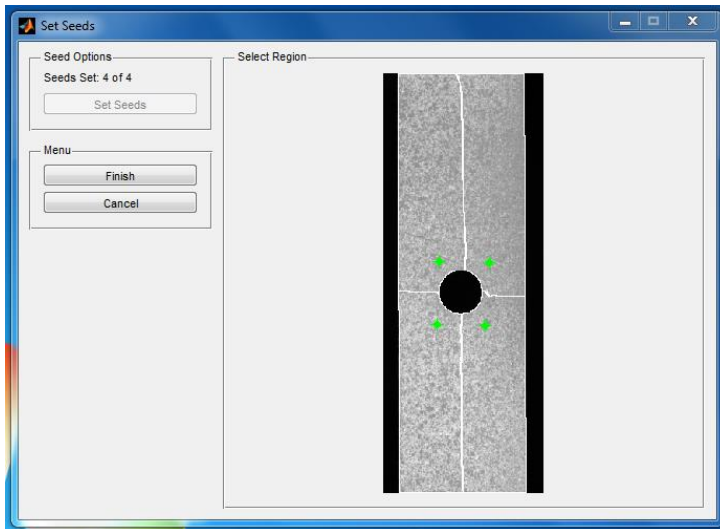 Set Seeds
Seed Options
Seeds Set: 4 of 4
Set Seeds
Menu
Finish
Cancel
Select Region